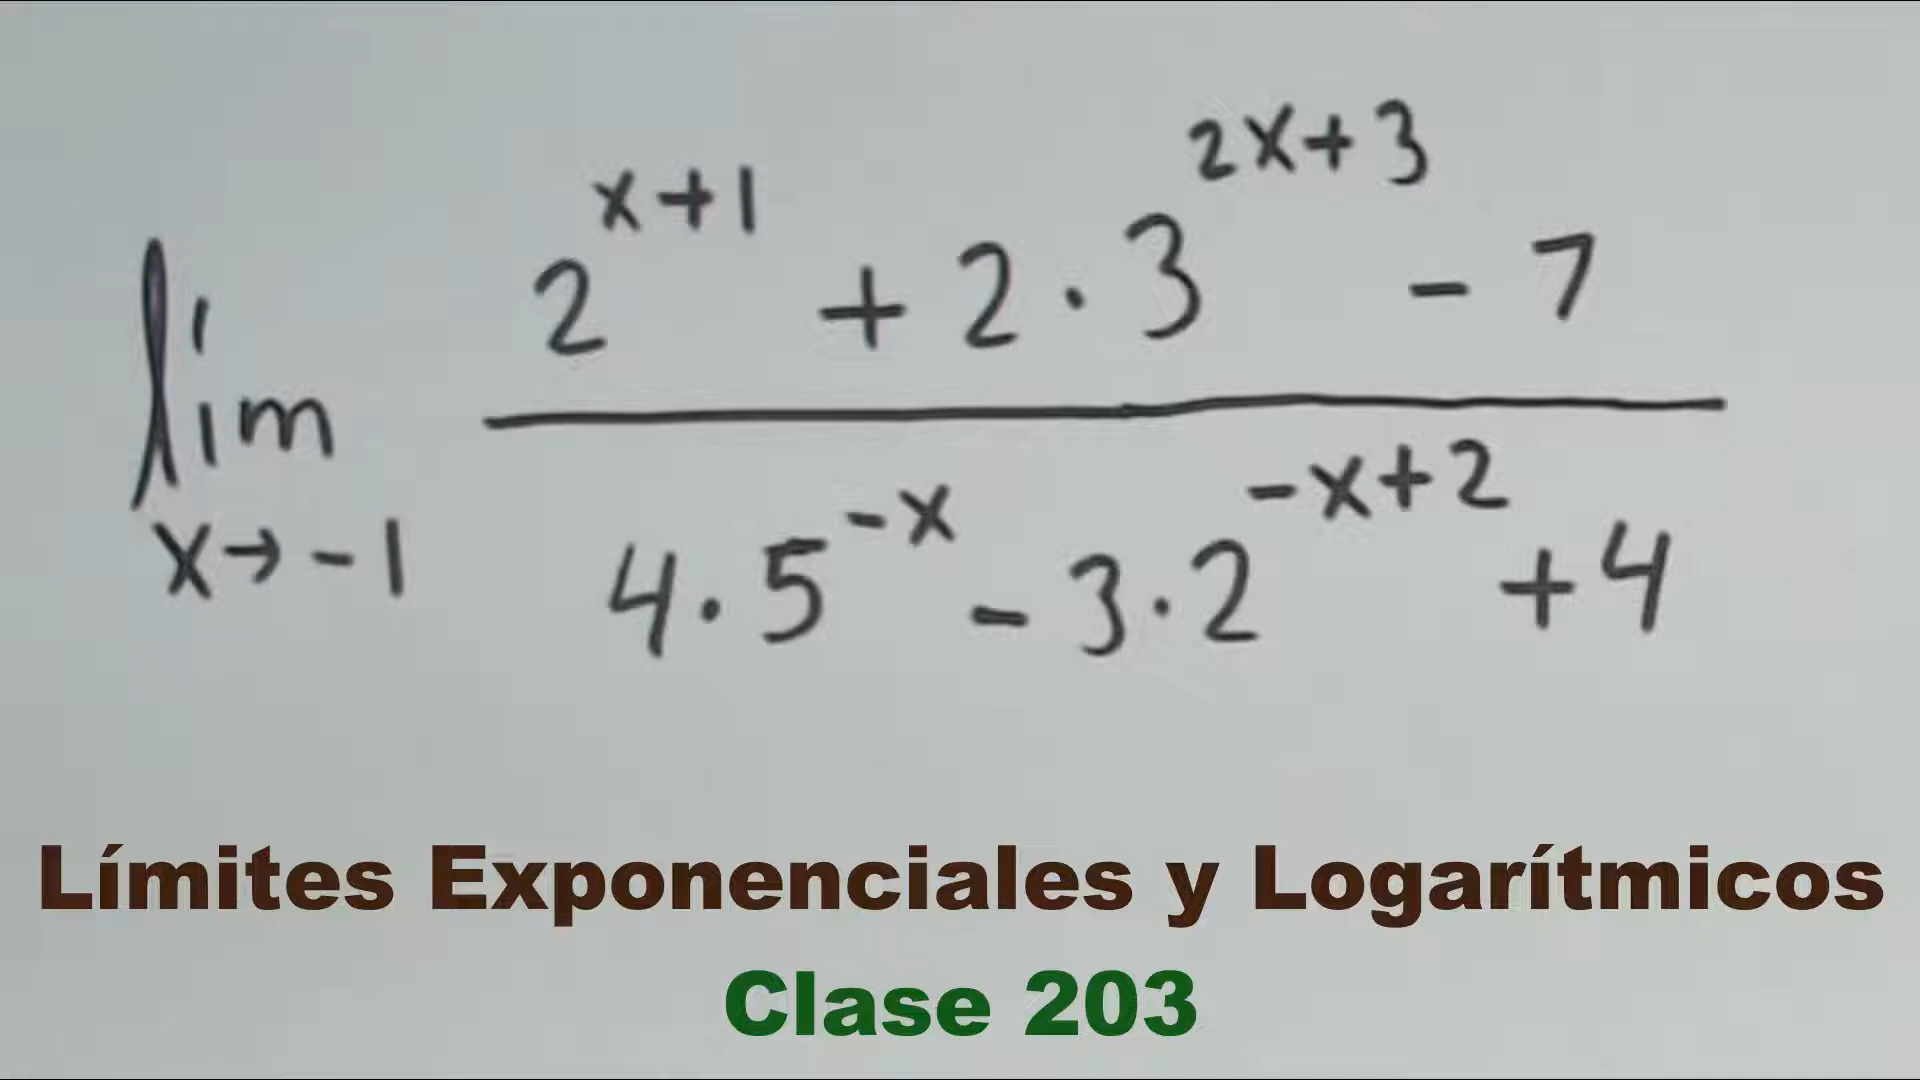 lim x→-1 (2^(x+1) + 2·3^(2x+3) - 7) / (4·5^(-x) - 3·2^(-x+2) + 4)
Límites Exponenciales y Logarítmicos
Clase 203